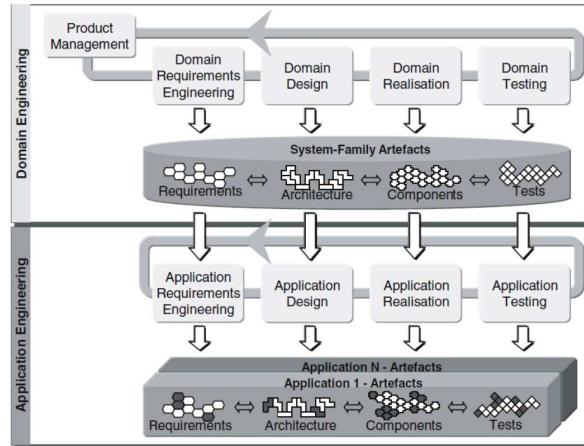 Domain Engineering
Product
Management
Domain
Requirements
Engineering
Domain
Design
Domain
Realisation
Domain
Testing
System-Family Artefacts
Requirements
Architecture
Components
Tests
Application Engineering
Application
Requirements
Engineering
Application
Design
Application
Realisation
Application
Testing
Application N - Artefacts
Application 1 - Artefacts
Requirements
Architecture
Components
Tests